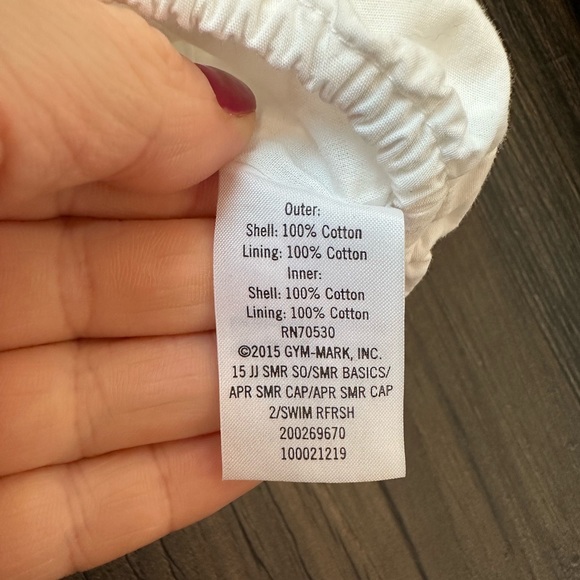 Outer:
Shell: 100% Cotton
Lining: 100% Cotton
Inner:
Shell: 100% Cotton
Lining: 100% Cotton
RN70530
©2015 GYM-MARK, INC.
15 JJ SMR SO/SMR BASICS/
APR SMR CAP/APR SMR CAP
2/SWIM RFRSH
200269670
100021219